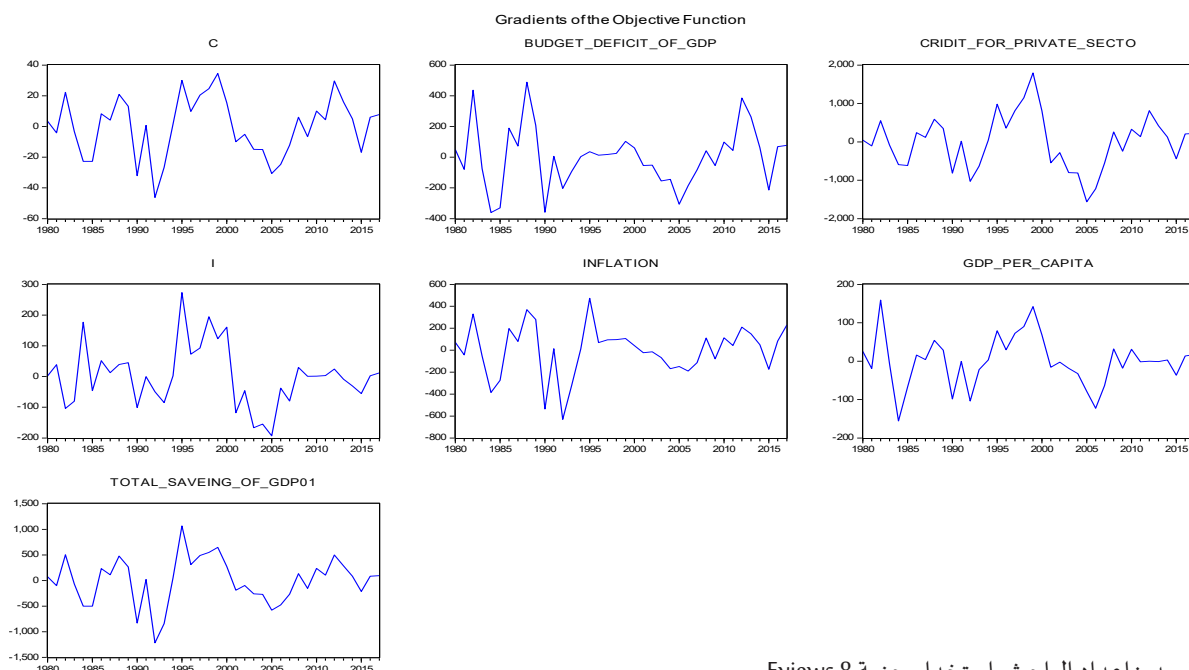 Gradients of the Objective Function
C
BUDGET_DEFICIT_OF_GDP
CRIDIT_FOR_PRIVATE_SECTO
40
20
0
-20
-40
-60
1980 1985 1990 1995 2000 2005 2010 2015
600
400
200
0
-200
-400
1980 1985 1990 1995 2000 2005 2010 2015
2,000
1,000
0
-1,000
-2,000
1980 1985 1990 1995 2000 2005 2010 2015
I
INFLATION
GDP_PER_CAPITA
300
200
100
0
-100
-200
1980 1985 1990 1995 2000 2005 2010 2015
600
400
200
0
-200
-400
-600
-800
1980 1985 1990 1995 2000 2005 2010 2015
200
100
0
-100
-200
1980 1985 1990 1995 2000 2005 2010 2015
TOTAL_SAVEING_OF_GDP01
1,500
1,000
500
0
-500
-1,000
-1,500
1980 1985 1990 1995 2000 2005 2010 2015
Eviews 8